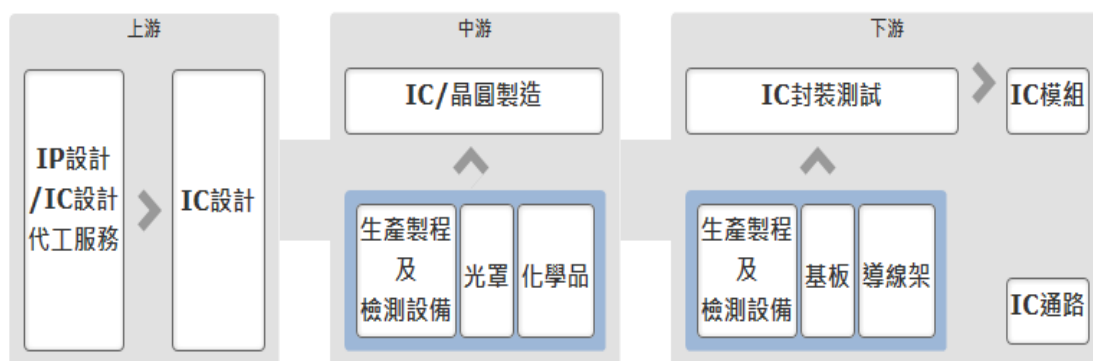 上游
IP設計
/IC設計
代工服務
IC設計
中游
IC/晶圓製造
生產製程
及
檢測設備
光罩
化學品
下游
IC封裝測試
IC模組
生產製程
及
檢測設備
基板
導線架
IC通路